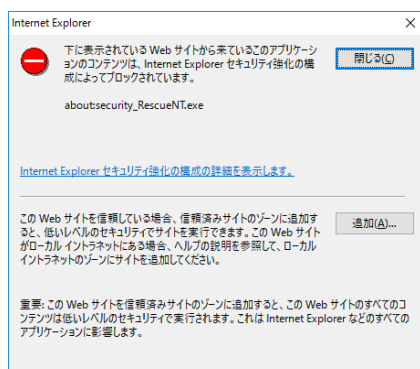 Internet Explorer
下に表示されている Web サイトから来ているこのアプリケーシ
ョンのコンテンツは、Internet Explorer セキュリティ強化の構
成によってブロックされています。
閉じる(C)
about:security_RescueNT.exe
Internet Explorer セキュリティ強化の構成の詳細を表示します。
この Web サイトを信頼している場合、信頼済みサイトのゾーンに追加す
ると、低いレベルのセキュリティでサイトを実行できます。この Web サイト
がローカル イントラネットにある場合、ヘルプの説明を参照して、ローカル
イントラネットのゾーンにサイトを追加してください。
追加(A)...
重要: この Web サイトを信頼済みサイトのゾーンに追加すると、この Web サイトのすべてのコ
ンテンツは低いレベルのセキュリティで実行されます。これは Internet Explorer などのすべての
アプリケーションに影響します。